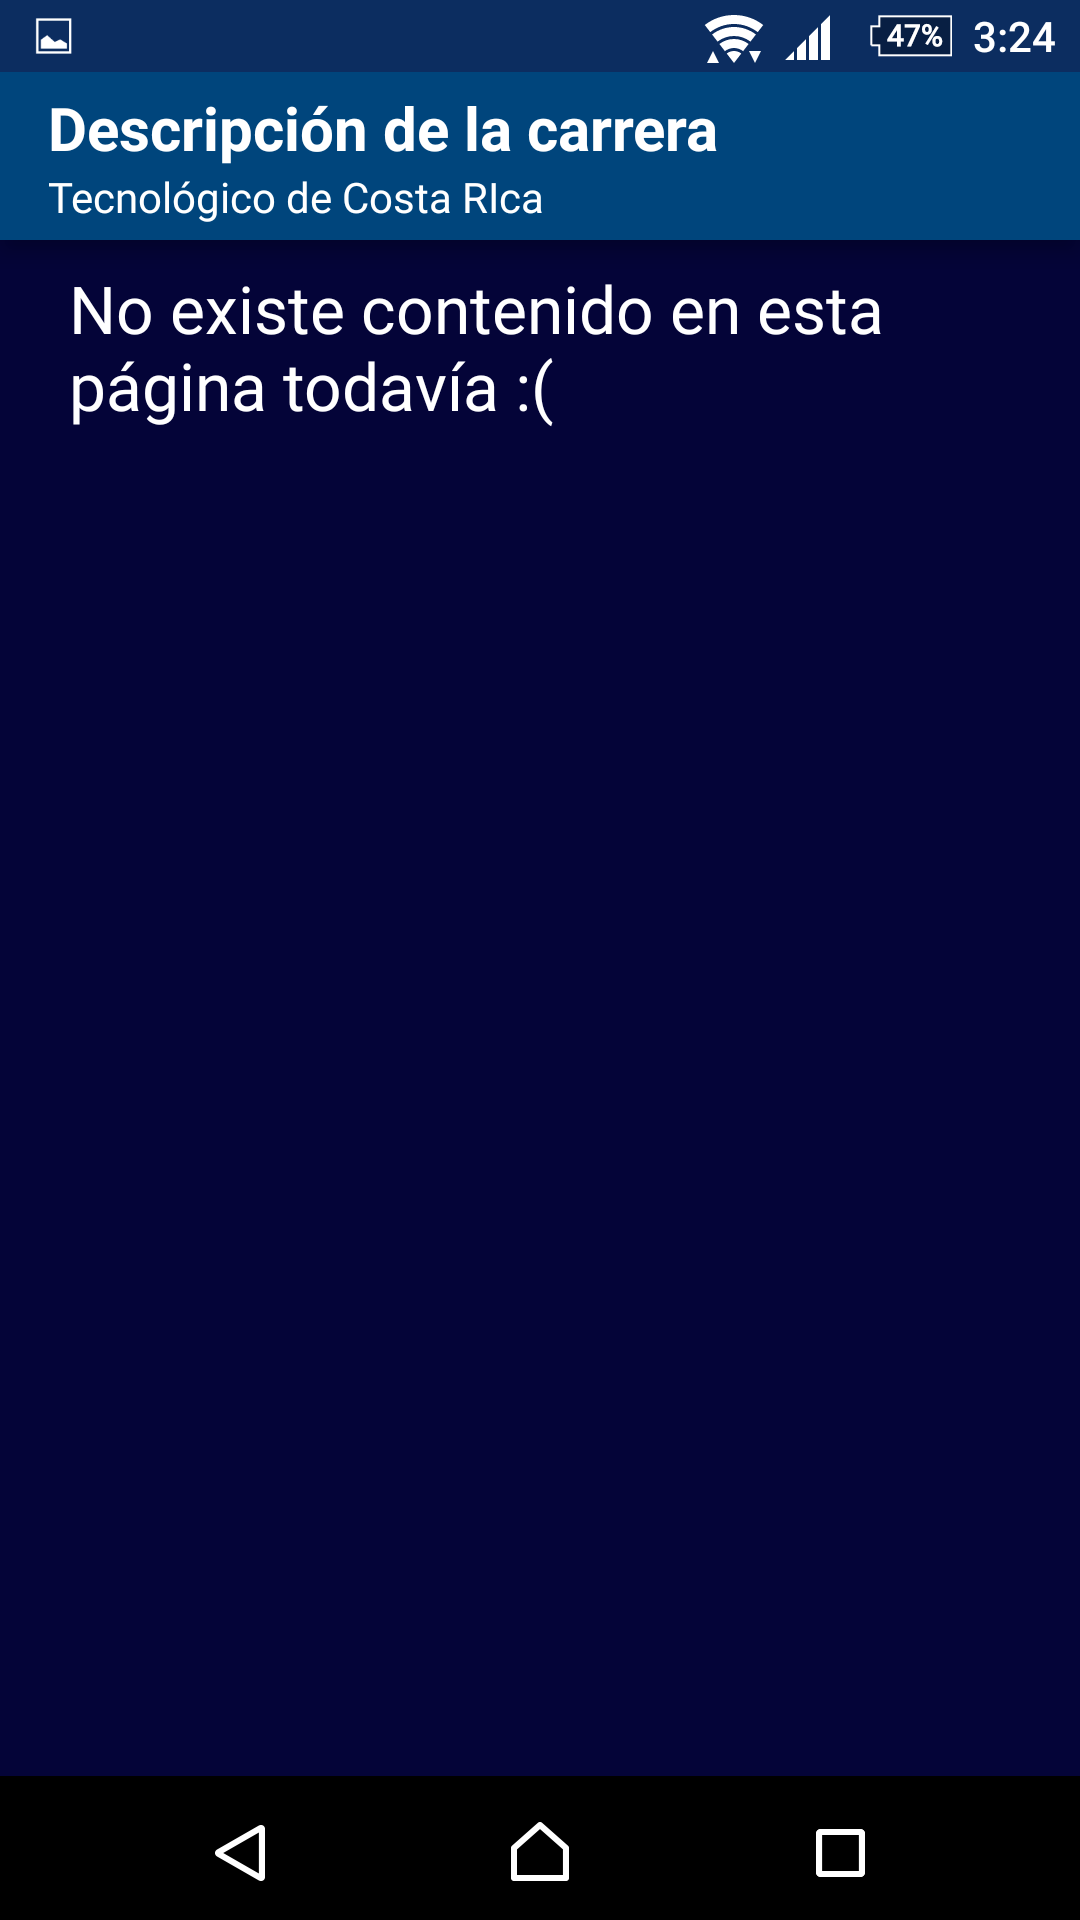 47% 3:24
Descripción de la carrera
Tecnológico de Costa RIca
No existe contenido en esta
página todavía :(